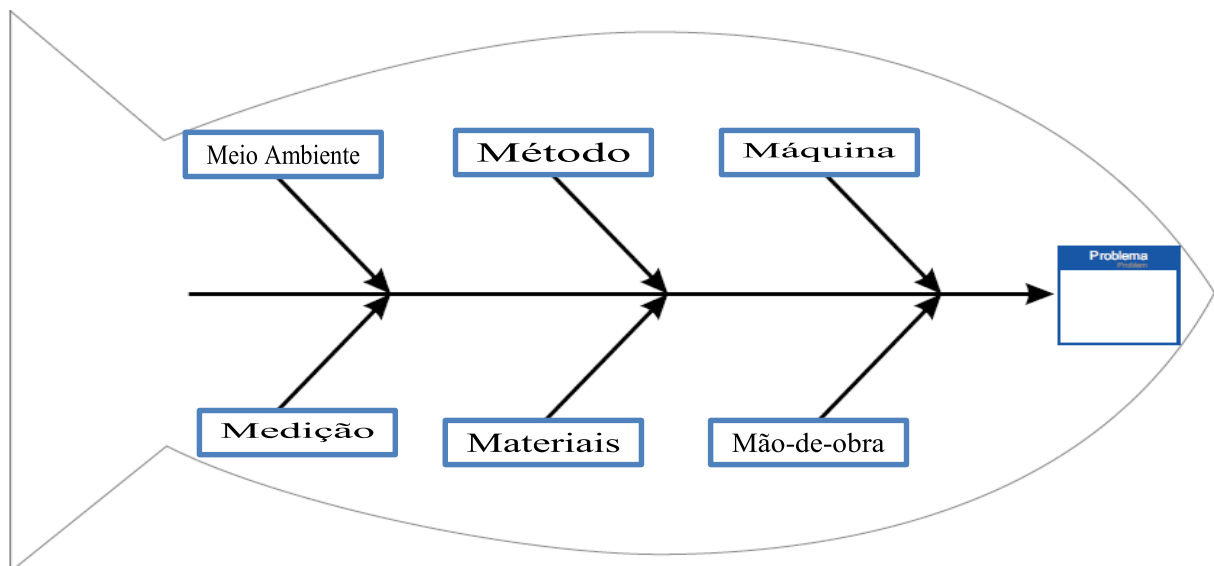 Meio Ambiente
Método
Máquina
Problema
Problem
Medição
Materiais
Mão-de-obra